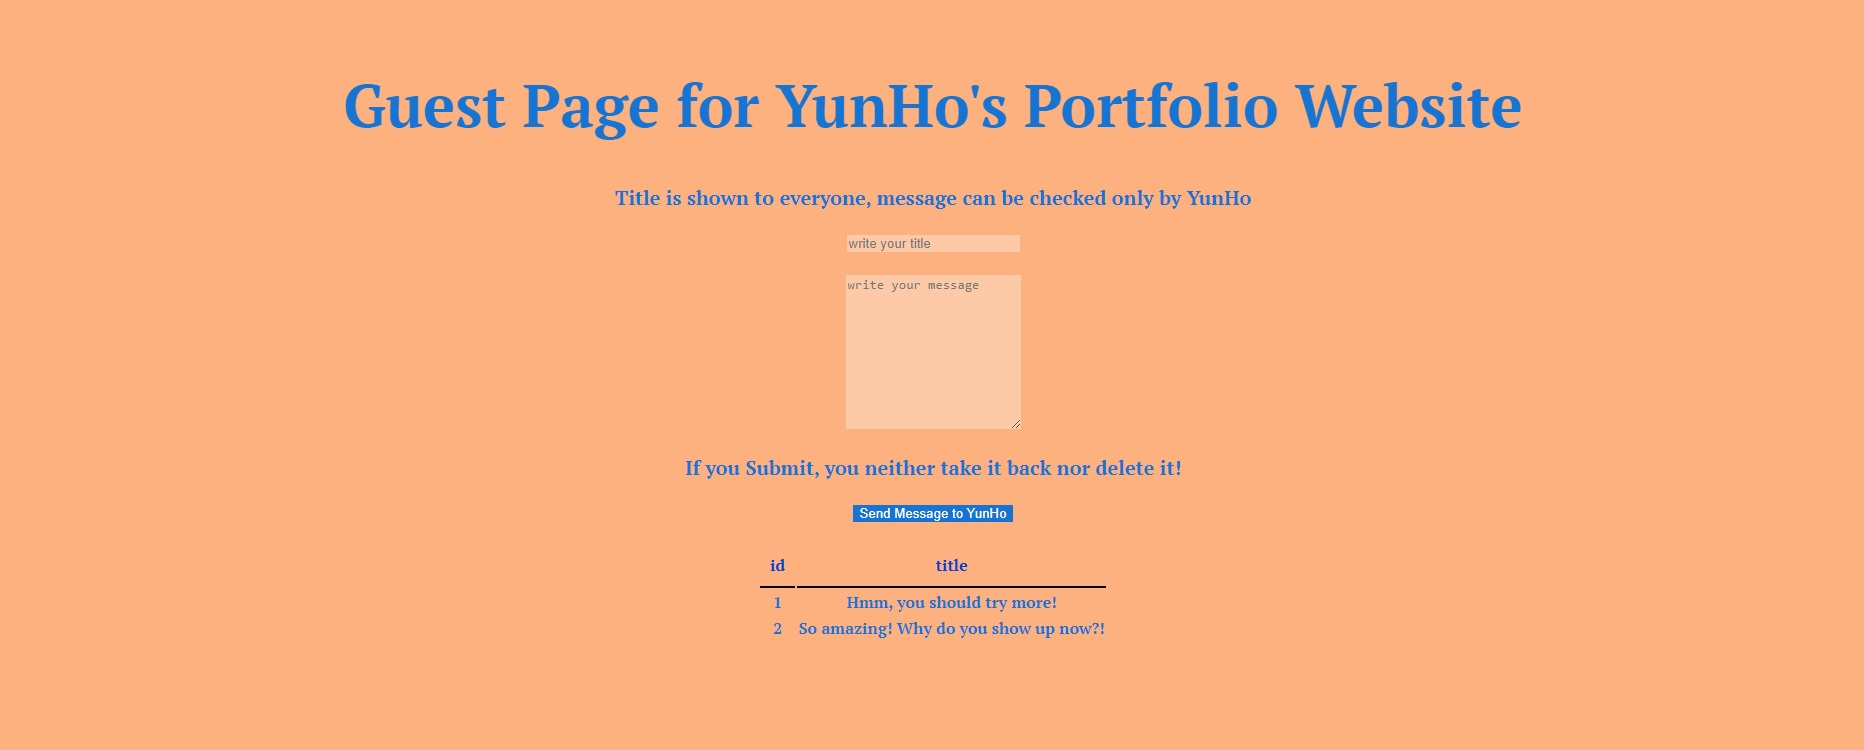 Guest Page for YunHo's Portfolio Website
Title is shown to everyone, message can be checked only by YunHo
write your title
write your message
If you Submit, you neither take it back nor delete it!
Send Message to YunHo
id title
1 Hmm, you should try more!
2 So amazing! Why do you show up now?!